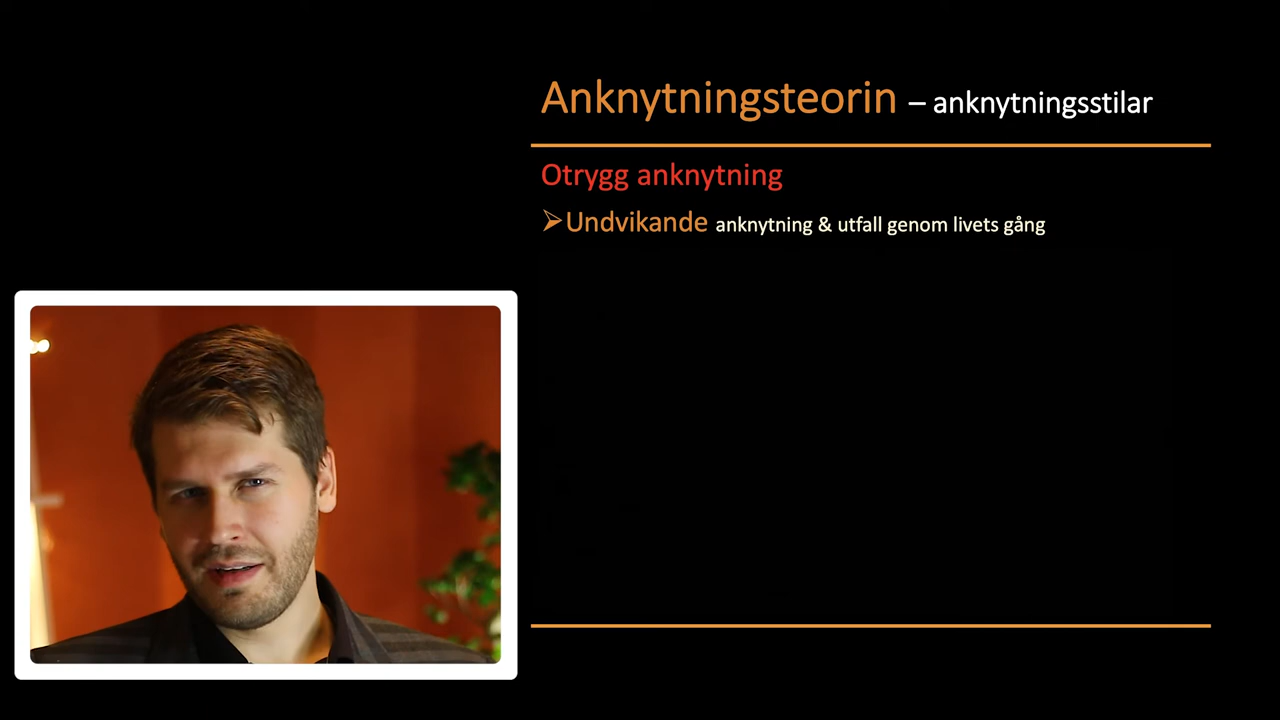 Anknytningsteorin – anknytningsstilar
Otrygg anknytning
➢Undvikande anknytning & utfall genom livets gång